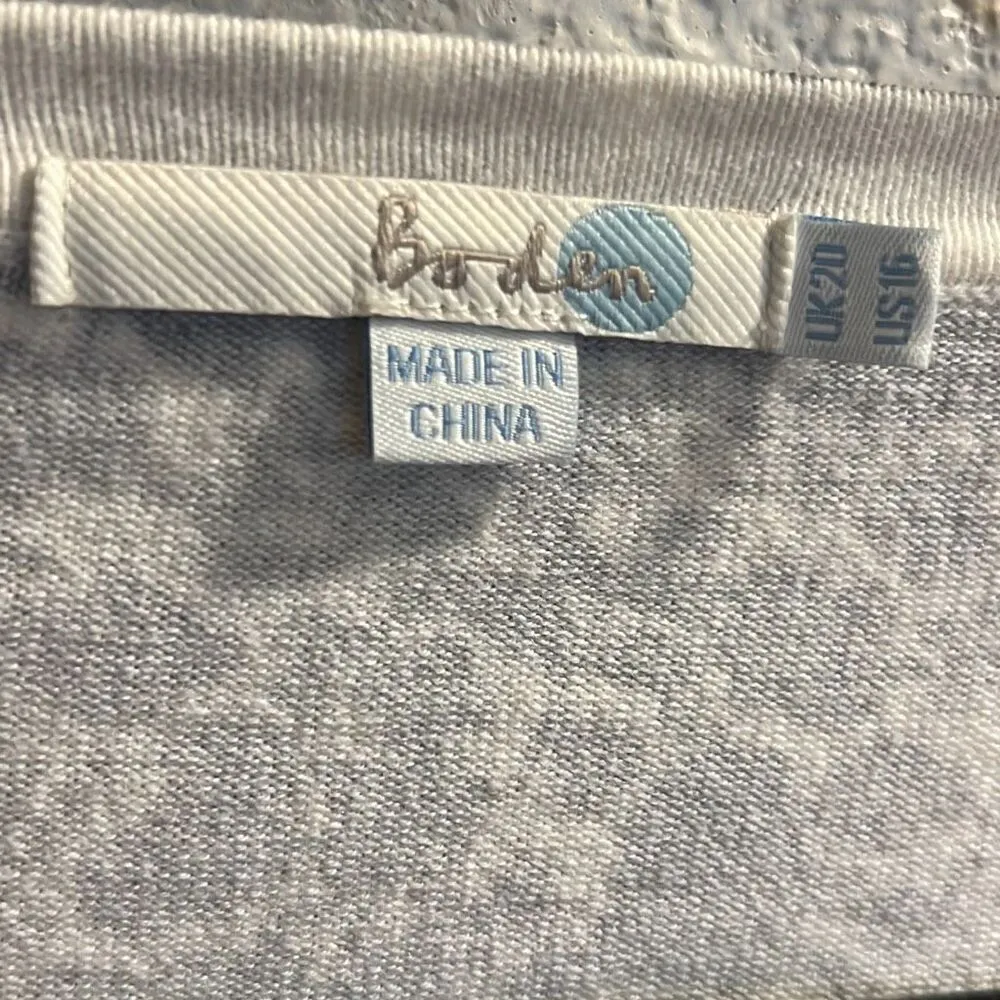 Boden
UK20
US16
MADE IN
CHINA